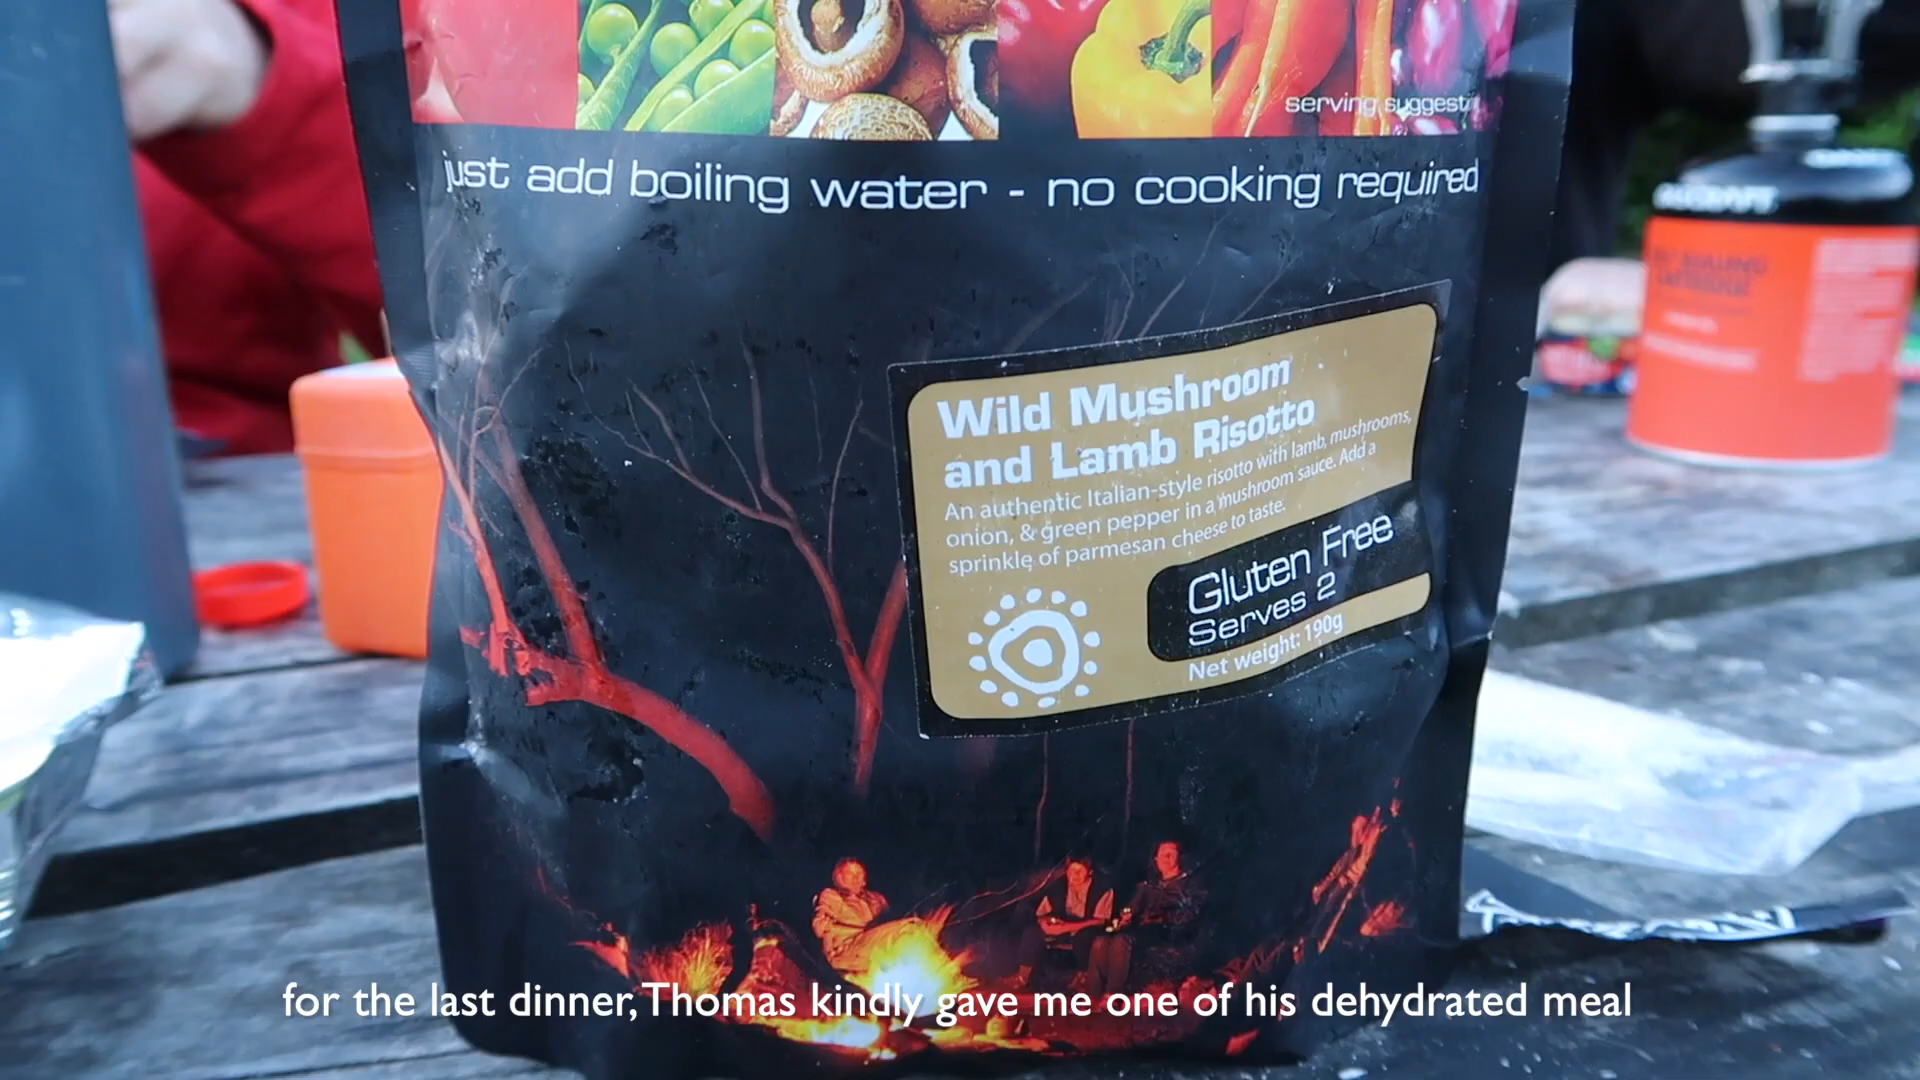 serving suggest
just add boiling water - no cooking required
Wild Mushroom
and Lamb Risotto
An authentic Italian-style risotto with lamb, mushrooms,
onion, & green pepper in a mushroom sauce. Add a
sprinkle of parmesan cheese to taste.
Gluten Free
Serves 2
Net weight: 190g
for the last dinner, Thomas kindly gave me one of his dehydrated meal